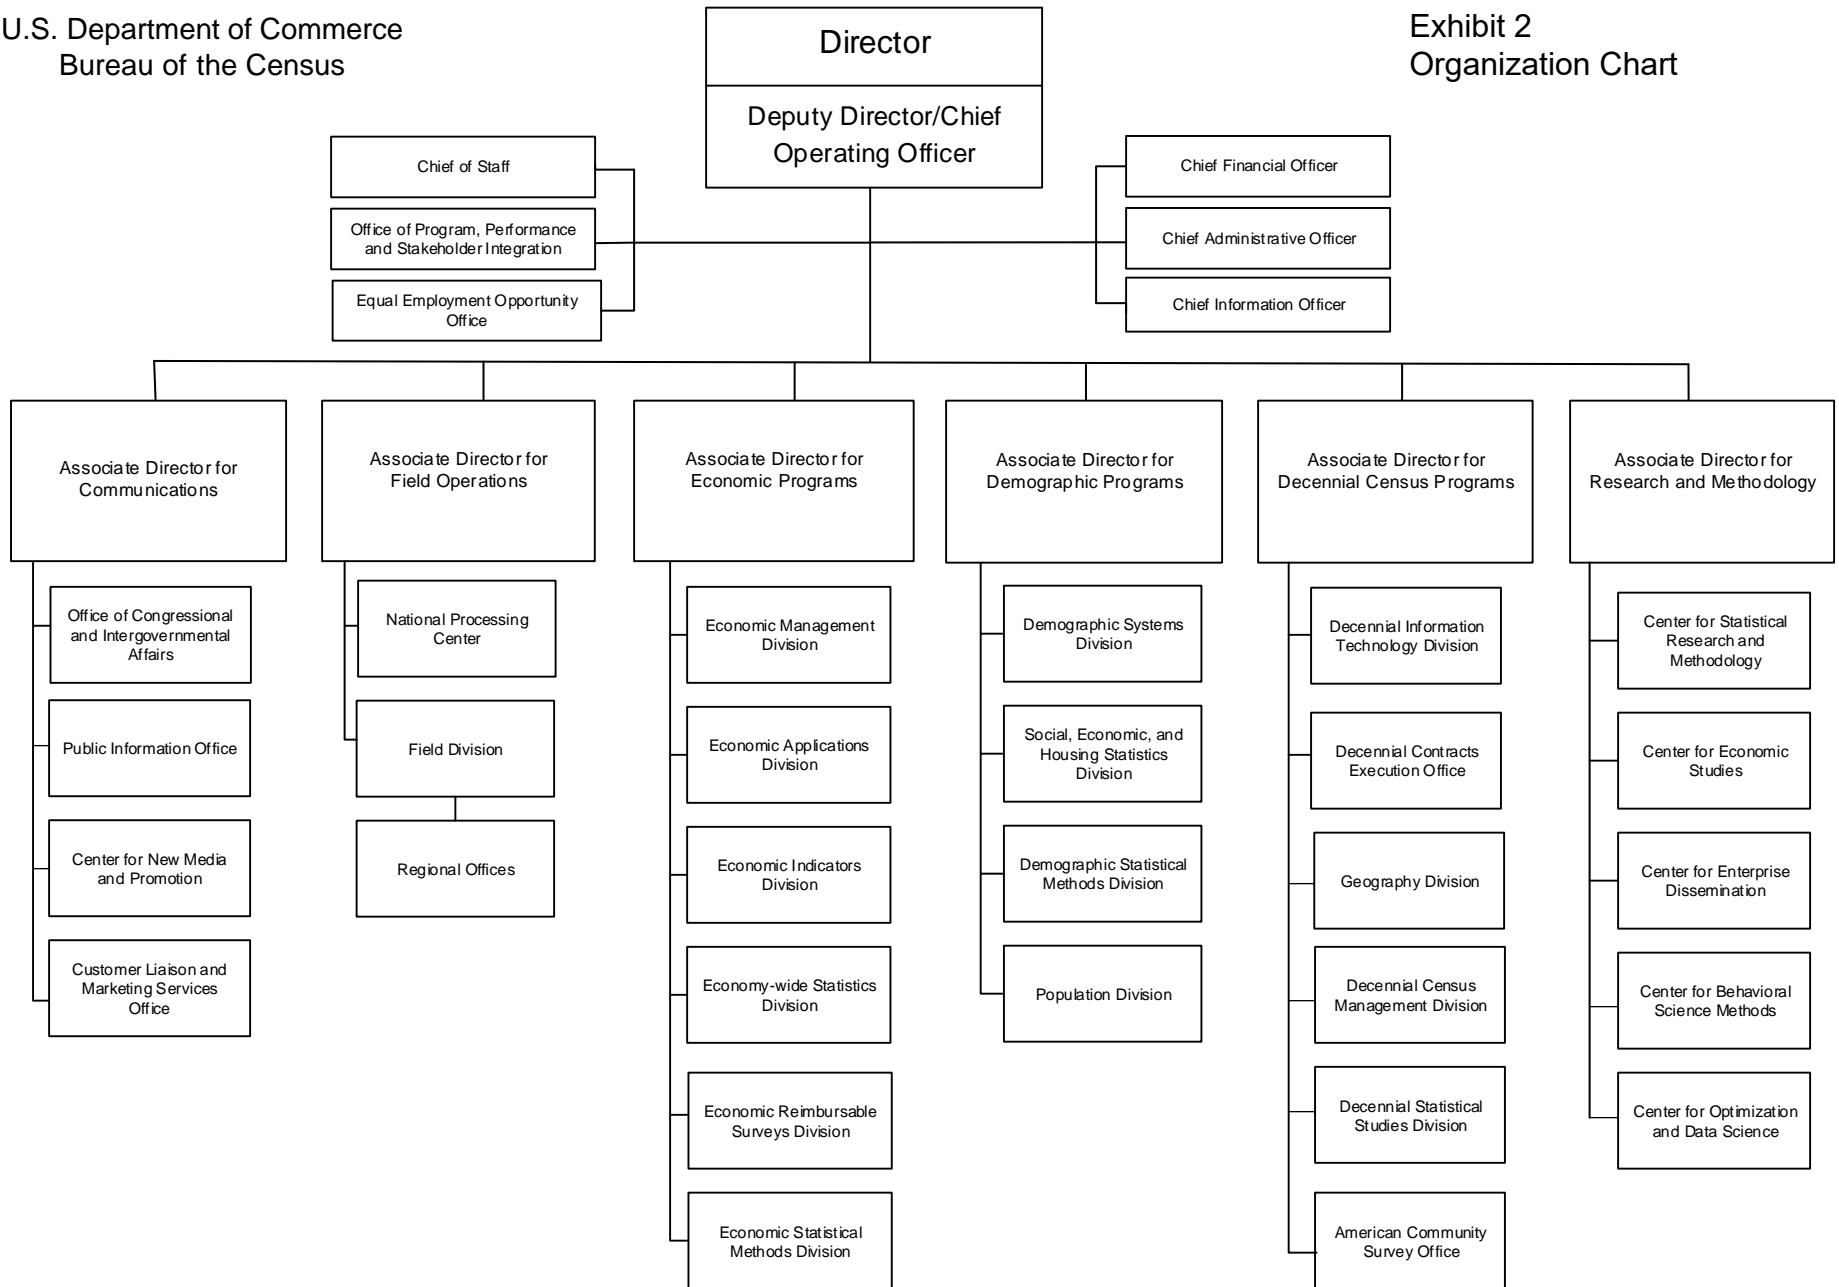 U.S. Department of Commerce
Bureau of the Census
Exhibit 2
Organization Chart
Director
Deputy Director/Chief
Operating Officer
Chief of Staff
Office of Program, Performance
and Stakeholder Integration
Equal Employment Opportunity
Office
Chief Financial Officer
Chief Administrative Officer
Chief Information Officer
Associate Director for
Communications
Office of Congressional
and Intergovernmental
Affairs
Public Information Office
Center for New Media
and Promotion
Customer Liaison and
Marketing Services
Office
Associate Director for
Field Operations
National Processing
Center
Field Division
Regional Offices
Associate Director for
Economic Programs
Economic Management
Division
Economic Applications
Division
Economic Indicators
Division
Economy-wide Statistics
Division
Economic Reimbursable
Surveys Division
Economic Statistical
Methods Division
Associate Director for
Demographic Programs
Demographic Systems
Division
Social, Economic, and
Housing Statistics
Division
Demographic Statistical
Methods Division
Population Division
Associate Director for
Decennial Census Programs
Decennial Information
Technology Division
Decennial Contracts
Execution Office
Geography Division
Decennial Census
Management Division
Decennial Statistical
Studies Division
American Community
Survey Office
Associate Director for
Research and Methodology
Center for Statistical
Research and
Methodology
Center for Economic
Studies
Center for Enterprise
Dissemination
Center for Behavioral
Science Methods
Center for Optimization
and Data Science